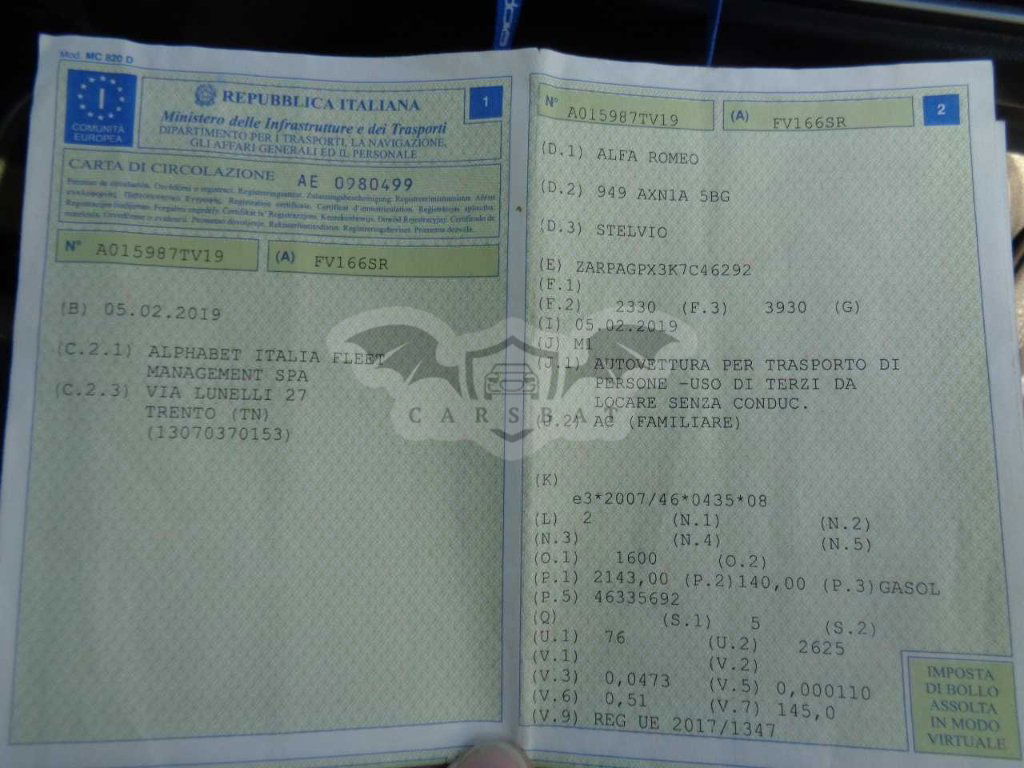 Mod. MC 820 D
I
COMUNITÀ
EUROPEA
REPUBBLICA ITALIANA
1
Ministero delle Infrastrutture e dei Trasporti
DIPARTIMENTO PER I TRASPORTI, LA NAVIGAZIONE,
GLI AFFARI GENERALI ED IL PERSONALE
CARTA DI CIRCOLAZIONE AE 0980499
N° A015987TV19 (A) FV166SR
(B) 05.02.2019
(C.2.1) ALPHABET ITALIA FLEET
MANAGEMENT SPA
(C.2.3) VIA LUNELLI 27
TRENTO (TN)
(13070370153)
N° A015987TV19 (A) FV166SR
2
(D.1) ALFA ROMEO
(D.2) 949 AXN1A 5BG
(D.3) STELVIO
(E) ZARPAGPX3K7C46292
(F.1)
(F.2) 2330 (F.3) 3930 (G)
(I) 05.02.2019
(J) M1
(J.1) AUTOVETTURA PER TRASPORTO DI
PERSONE -USO DI TERZI DA
LOCARE SENZA CONDUC.
(J.2) AC (FAMILIARE)
(K)
e3*2007/46*0435*08
(L) 2 (N.1) (N.2)
(N.3) (N.4) (N.5)
(O.1) 1600 (O.2)
(P.1) 2143,00 (P.2) 140,00 (P.3) GASOL
(P.5) 46335692
(Q) (S.1) 5 (S.2)
(U.1) 76 (U.2) 2625
(V.1) (V.2)
(V.3) 0,0473 (V.5) 0,000110
(V.6) 0,51 (V.7) 145,0
(V.9) REG UE 2017/1347
IMPOSTA
DI BOLLO
ASSOLTA
IN MODO
VIRTUALE
CARSBAT